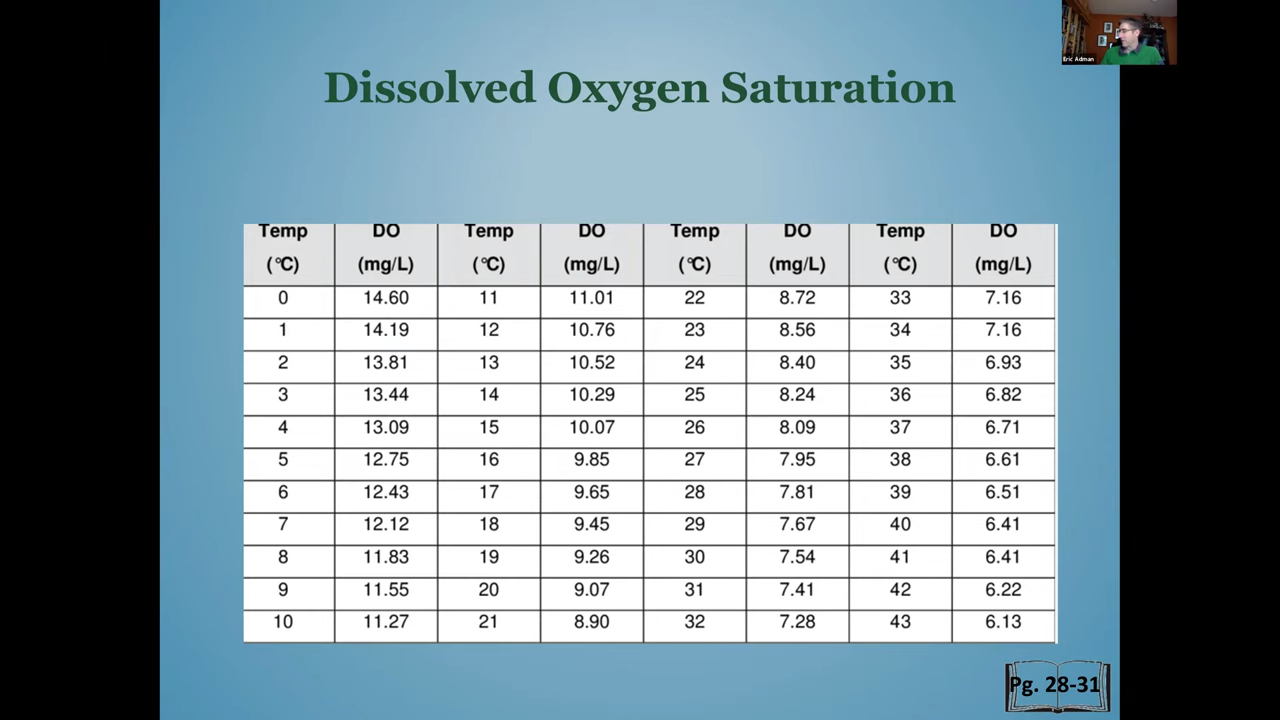 Eric Adman
Dissolved Oxygen Saturation
Temp DO Temp DO Temp DO Temp DO
(°C) (mg/L) (°C) (mg/L) (°C) (mg/L) (°C) (mg/L)
0 14.60 11 11.01 22 8.72 33 7.16
1 14.19 12 10.76 23 8.56 34 7.16
2 13.81 13 10.52 24 8.40 35 6.93
3 13.44 14 10.29 25 8.24 36 6.82
4 13.09 15 10.07 26 8.09 37 6.71
5 12.75 16 9.85 27 7.95 38 6.61
6 12.43 17 9.65 28 7.81 39 6.51
7 12.12 18 9.45 29 7.67 40 6.41
8 11.83 19 9.26 30 7.54 41 6.41
9 11.55 20 9.07 31 7.41 42 6.22
10 11.27 21 8.90 32 7.28 43 6.13
Pg. 28-31